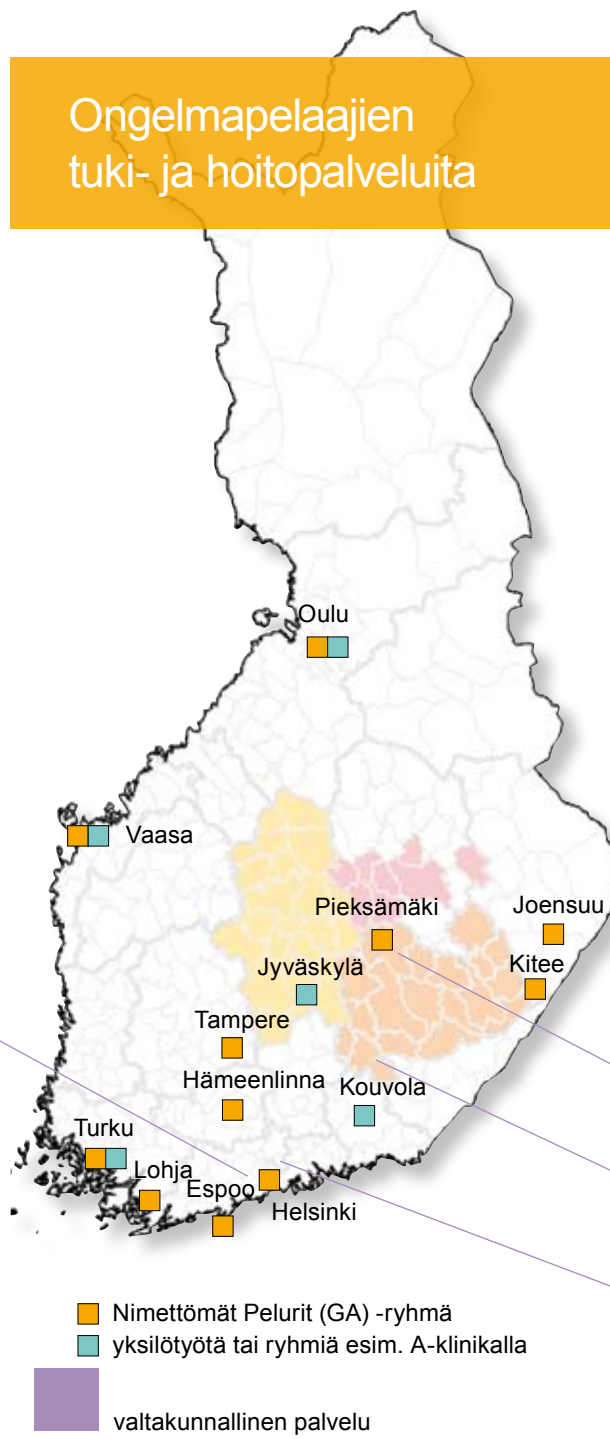 Ongelmapelaajien
tuki- ja hoitopalveluita
Oulu
Vaasa
Pieksämäki
Joensuu
Jyväskylä
Kitee
Tampere
Hämeenlinna
Kouvola
Turku
Lohja
Espoo
Helsinki
Nimettömät Pelurit (GA) -ryhmä
yksilötyötä tai ryhmiä esim. A-klinikalla
valtakunnallinen palvelu